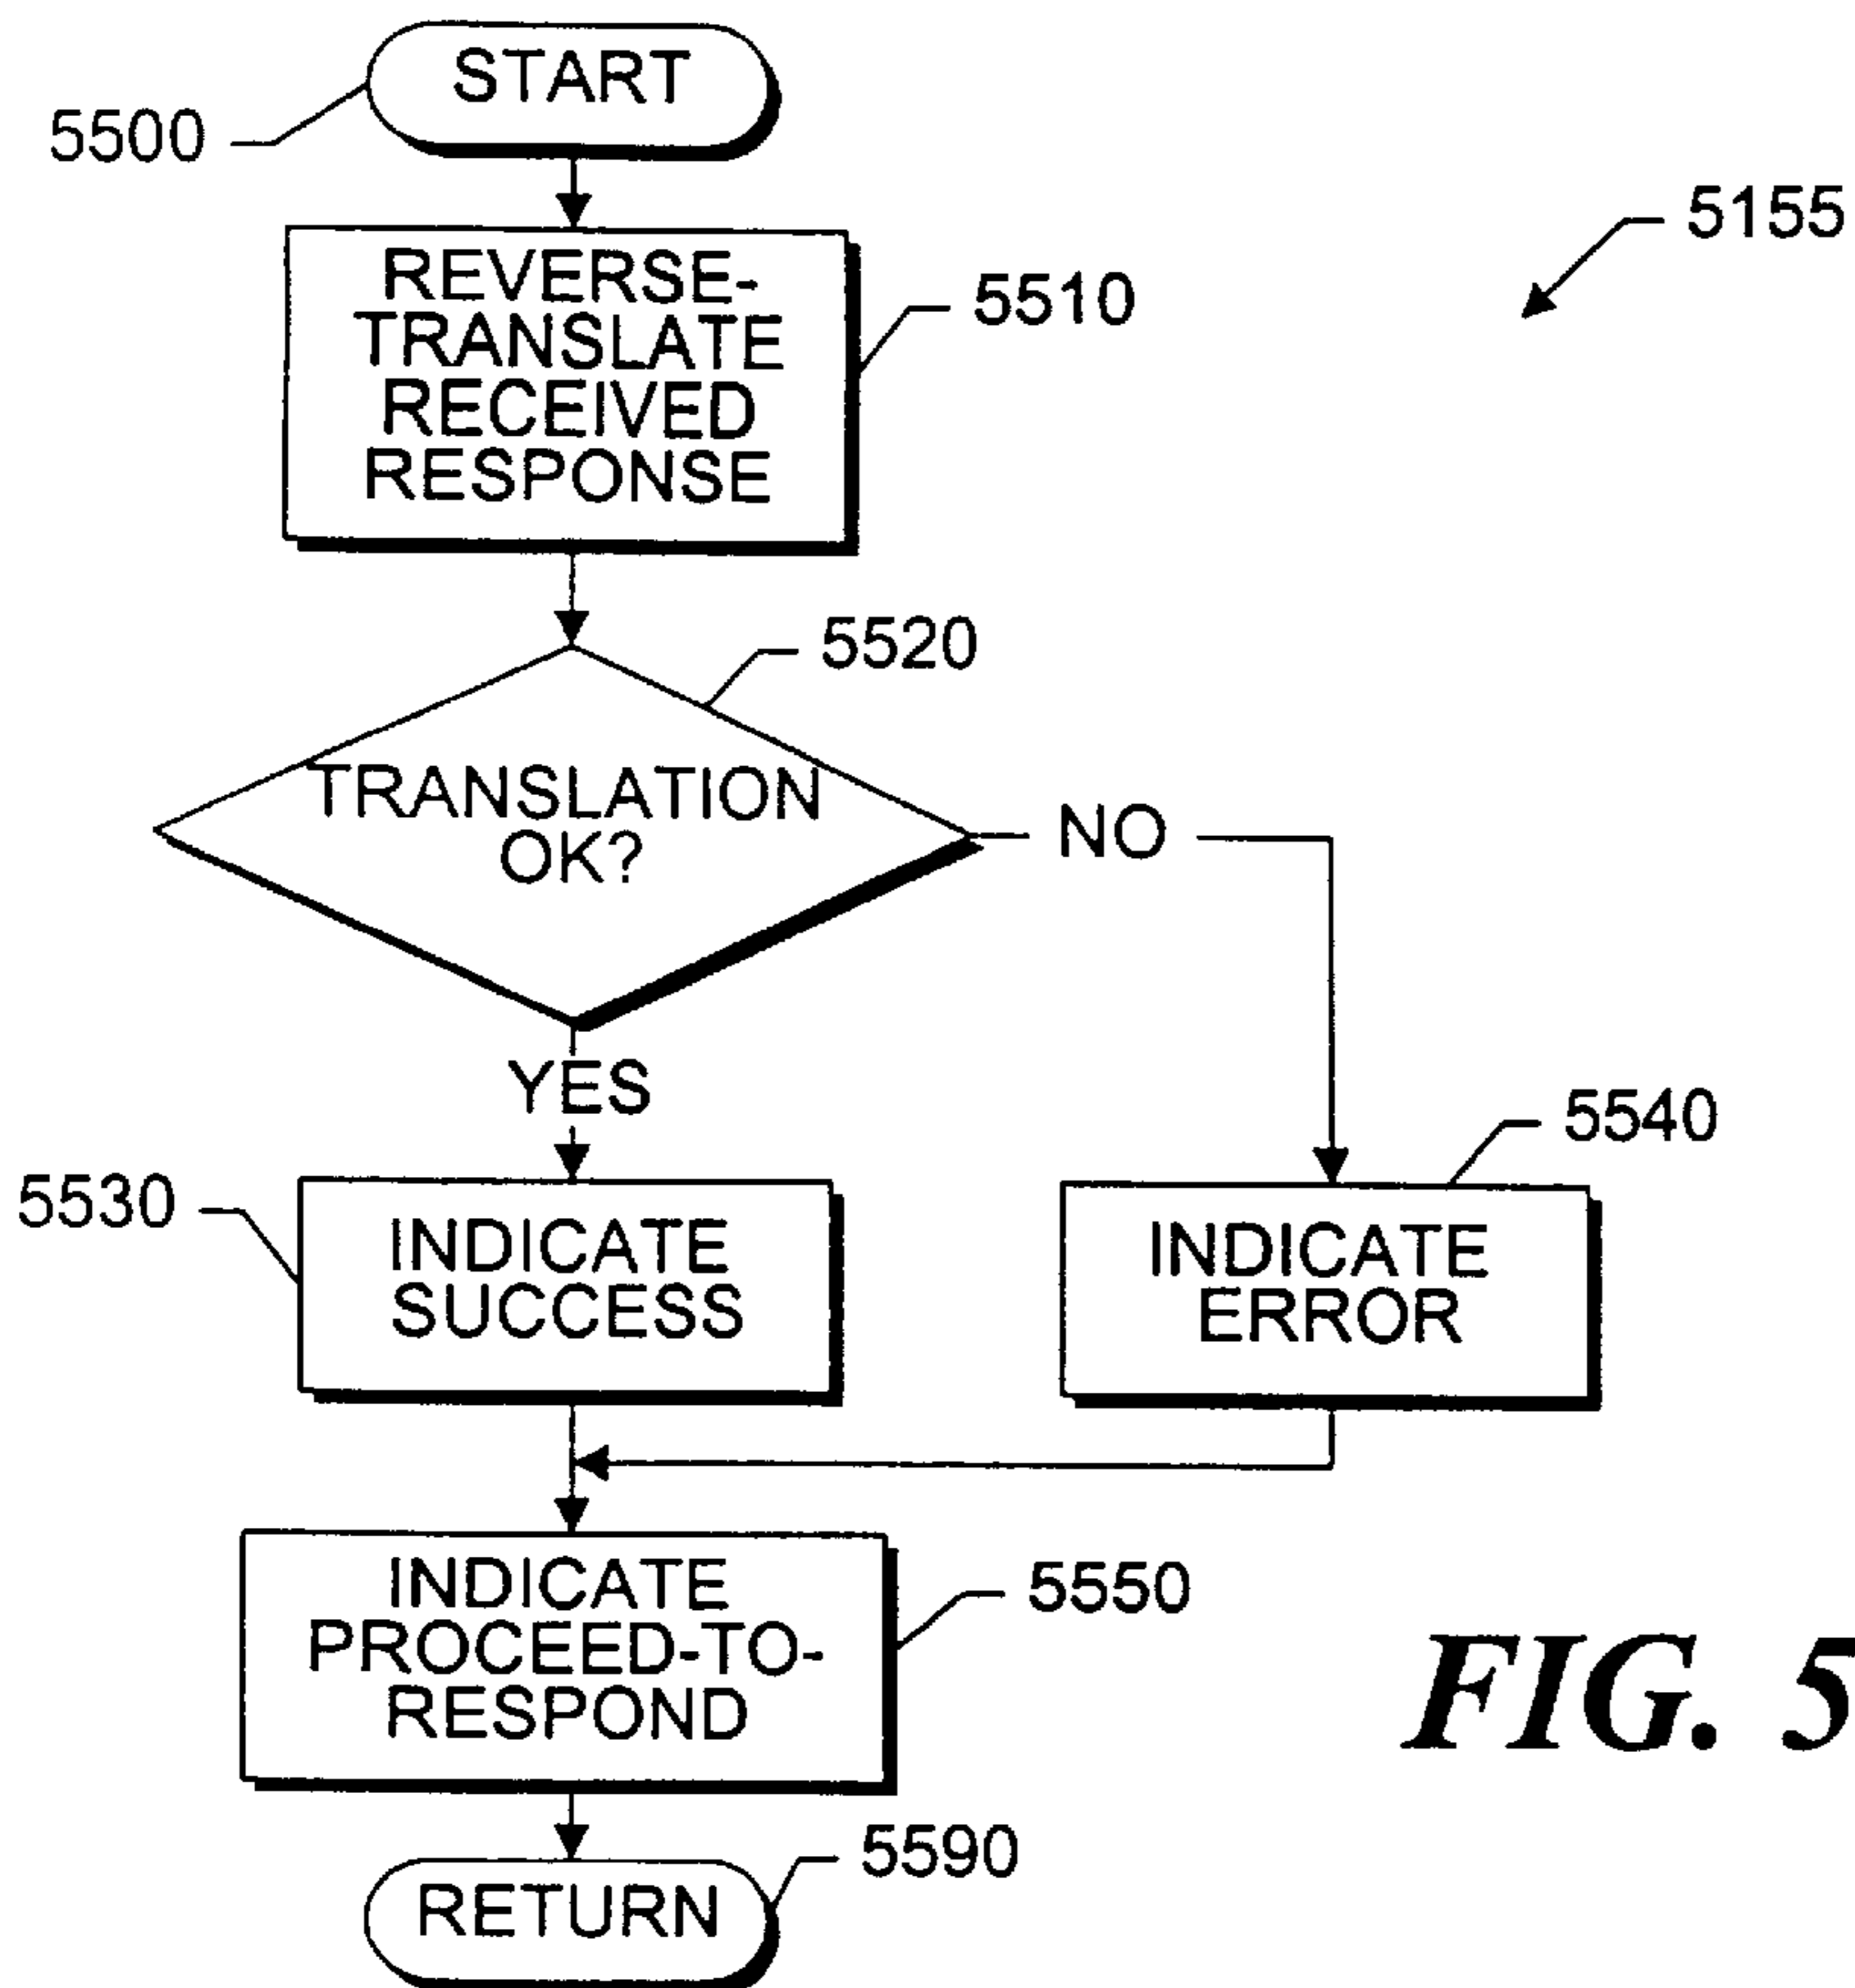 START
5500
5155
REVERSE-
TRANSLATE
RECEIVED
RESPONSE
5510
5520
TRANSLATION
OK?
NO
YES
5540
5530
INDICATE
SUCCESS
INDICATE
ERROR
INDICATE
PROCEED-TO-
RESPOND
5550
FIG. 5
5590
RETURN